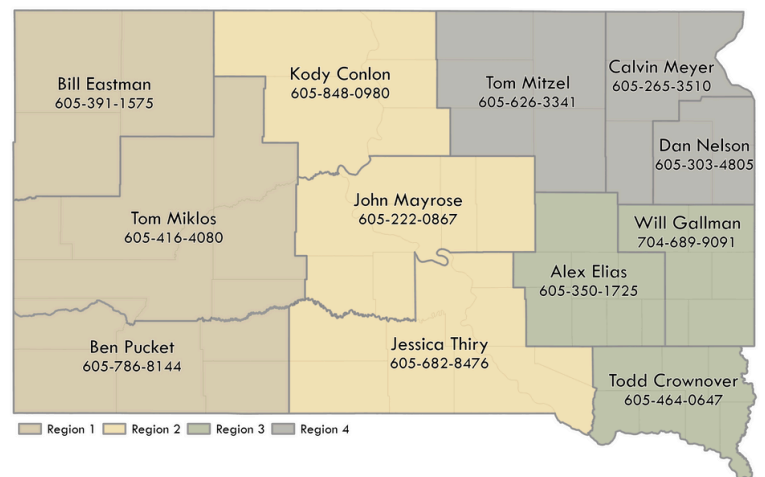 Bill Eastman
605-391-1575
Kody Conlon
605-848-0980
Tom Mitzel
605-626-3341
Calvin Meyer
605-265-3510
Dan Nelson
605-303-4805
Tom Miklos
605-416-4080
John Mayrose
605-222-0867
Will Gallman
704-689-9091
Alex Elias
605-350-1725
Ben Pucket
605-786-8144
Jessica Thiry
605-682-8476
Todd Crownover
605-464-0647
Region 1
Region 2
Region 3
Region 4